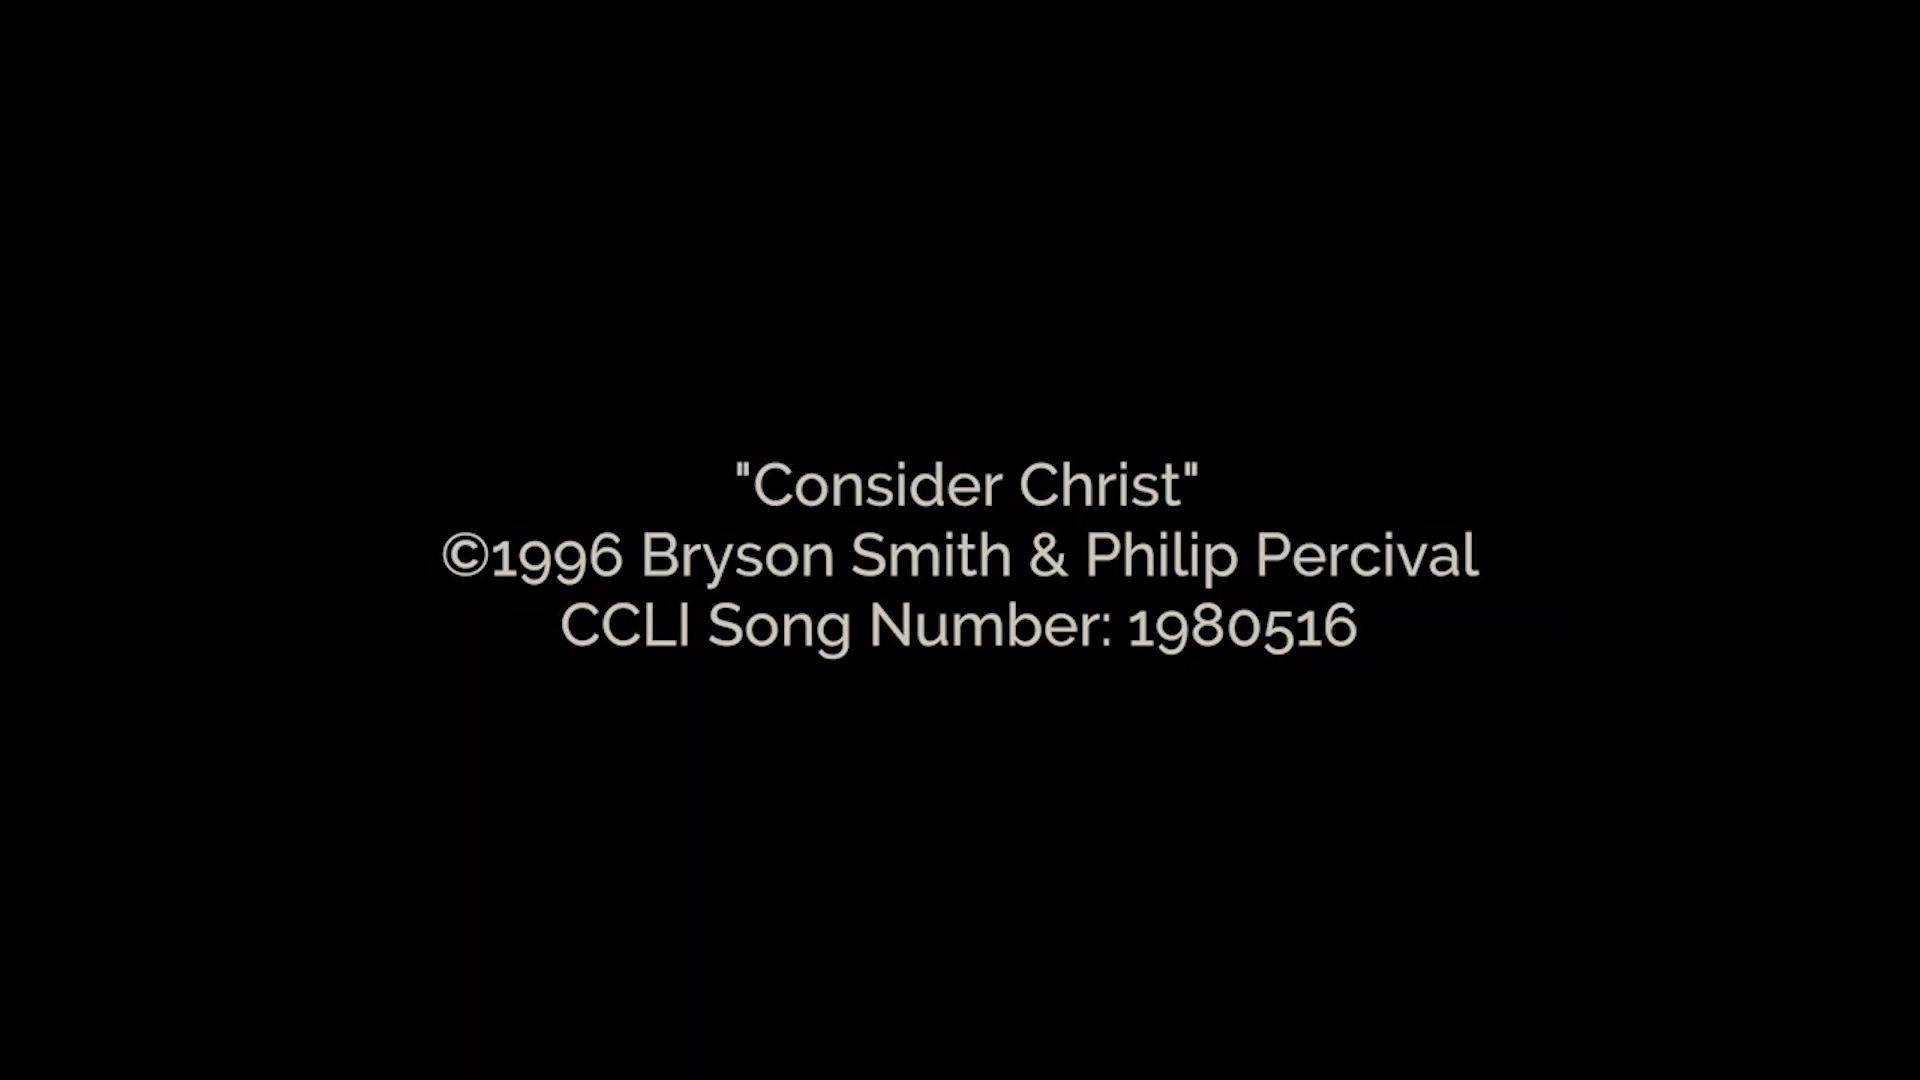 "Consider Christ"
©1996 Bryson Smith & Philip Percival
CCLI Song Number: 1980516